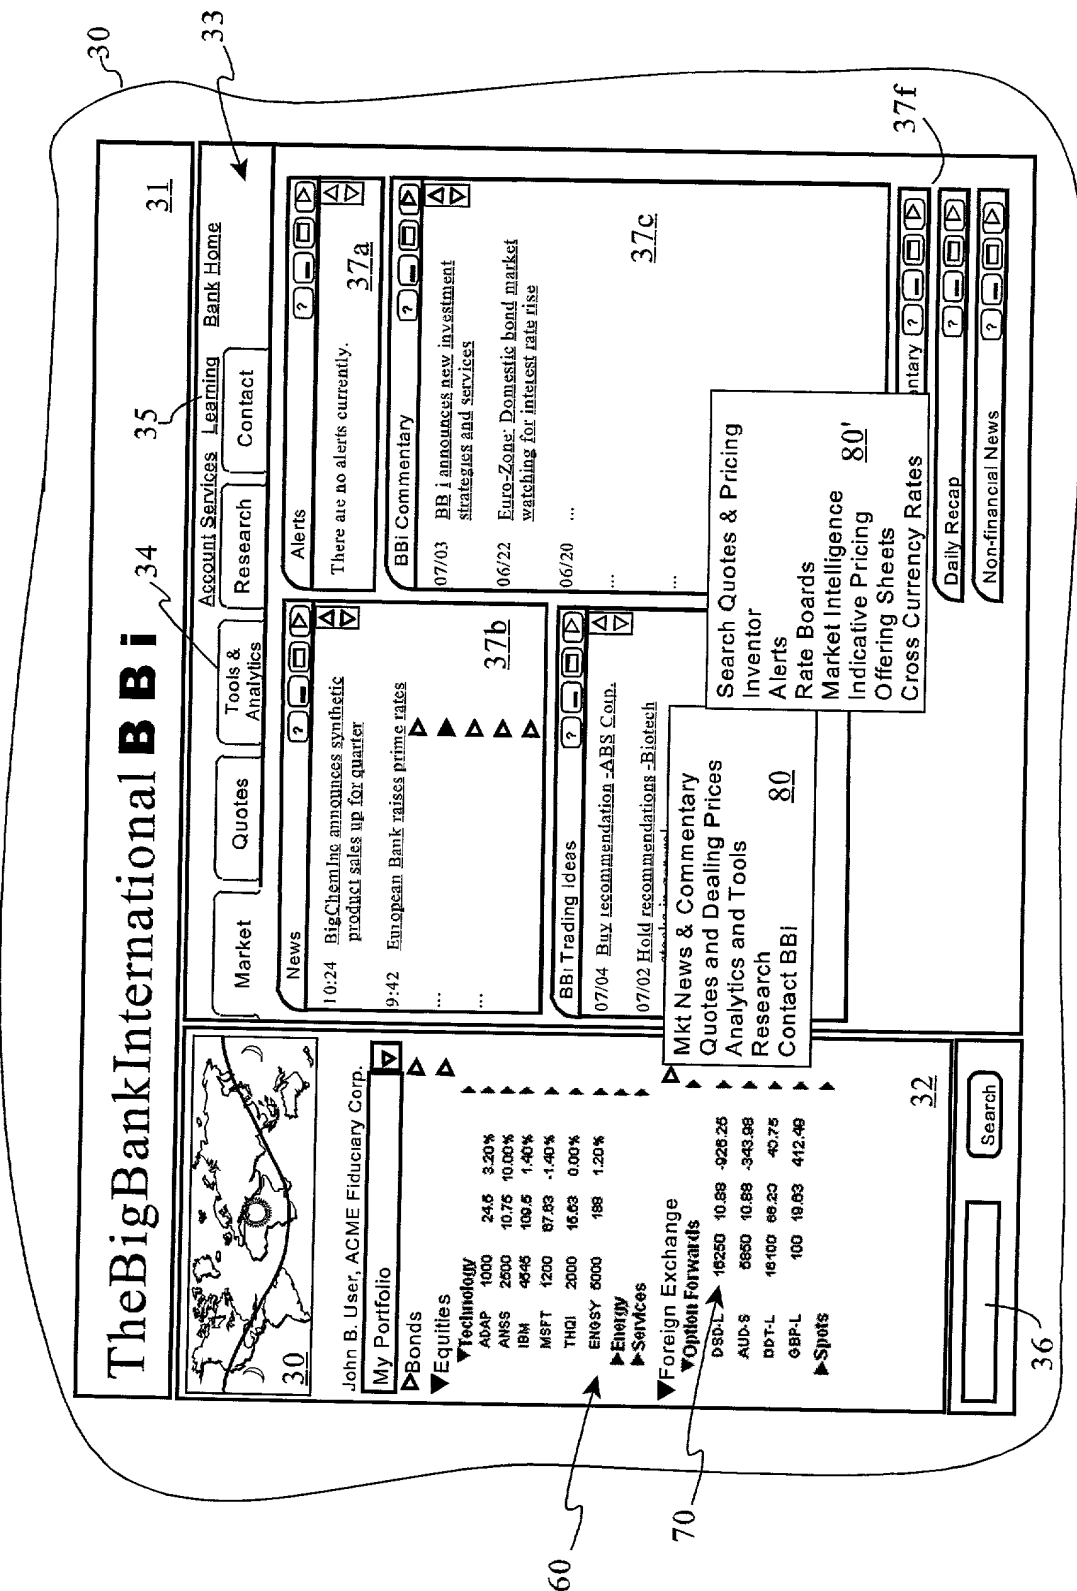 30
33
TheBigBankInternational B B i
31
34
35
Account Services Learning Bank Home
Market
Quotes
Tools &
Analytics
Research
Contact
30
John B. User, ACME Fiduciary Corp.
My Portfolio
Bonds
Equities
Technology
ADAP 1000 24.5 3.20%
ANSS 2500 10.75 10.00%
IBM 4545 109.5 1.40%
MSFT 1200 67.63 -1.40%
THQI 2000 15.63 0.00%
ENGSY 5000 188 1.20%
Energy
Services
Foreign Exchange
Option Forwards
DSD-L 15250 10.88 -926.25
AUD-S 5850 10.88 -343.98
DDT-L 16100 66.23 40.75
GBP-L 100 19.63 412.49
Spots
32
Search
36
60
70
News
?
10:24 BigChemInc announces synthetic
product sales up for quarter
9:42 European Bank raises prime rates
...
...
37b
BBi Trading Ideas
?
07/04 Buy recommendation -ABS Corp.
07/02 Hold recommendations -Biotech
Mkt News & Commentary
Quotes and Dealing Prices
Analytics and Tools
Research
Contact BBi
80
Alerts
?
There are no alerts currently.
37a
BBi Commentary
?
07/03 BB i announces new investment
strategies and services
06/22 Euro-Zone: Domestic bond market
watching for interest rate rise
06/20 ...
...
...
37c
Search Quotes & Pricing
Inventor
Alerts
Rate Boards
Market Intelligence
Indicative Pricing
Offering Sheets
Cross Currency Rates
80'
ntary ?
37f
Daily Recap
?
Non-financial News
?